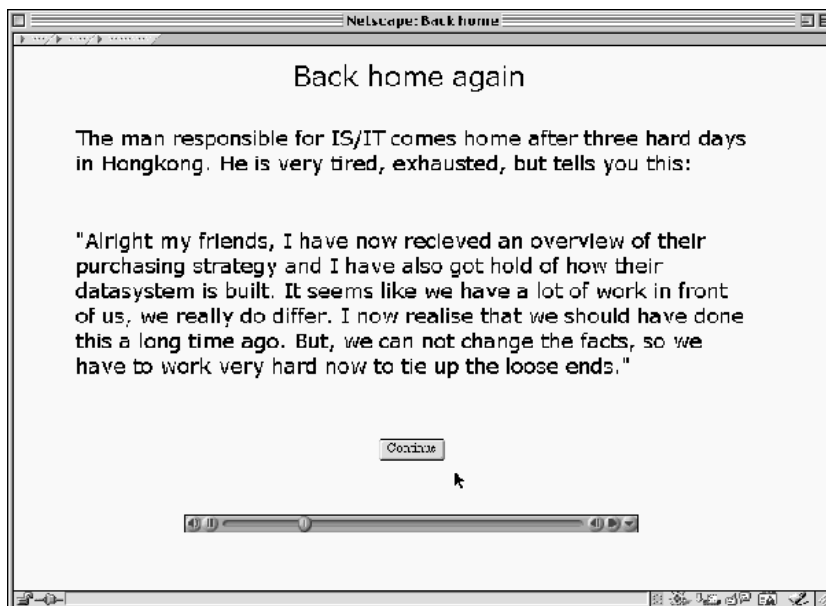 Netscape: Back home
Back home again
The man responsible for IS/IT comes home after three hard days
in Hongkong. He is very tired, exhausted, but tells you this:
"Alright my friends, I have now recieved an overview of their
purchasing strategy and I have also got hold of how their
datasystem is built. It seems like we have a lot of work in front
of us, we really do differ. I now realise that we should have done
this a long time ago. But, we can not change the facts, so we
have to work very hard now to tie up the loose ends."
Continue